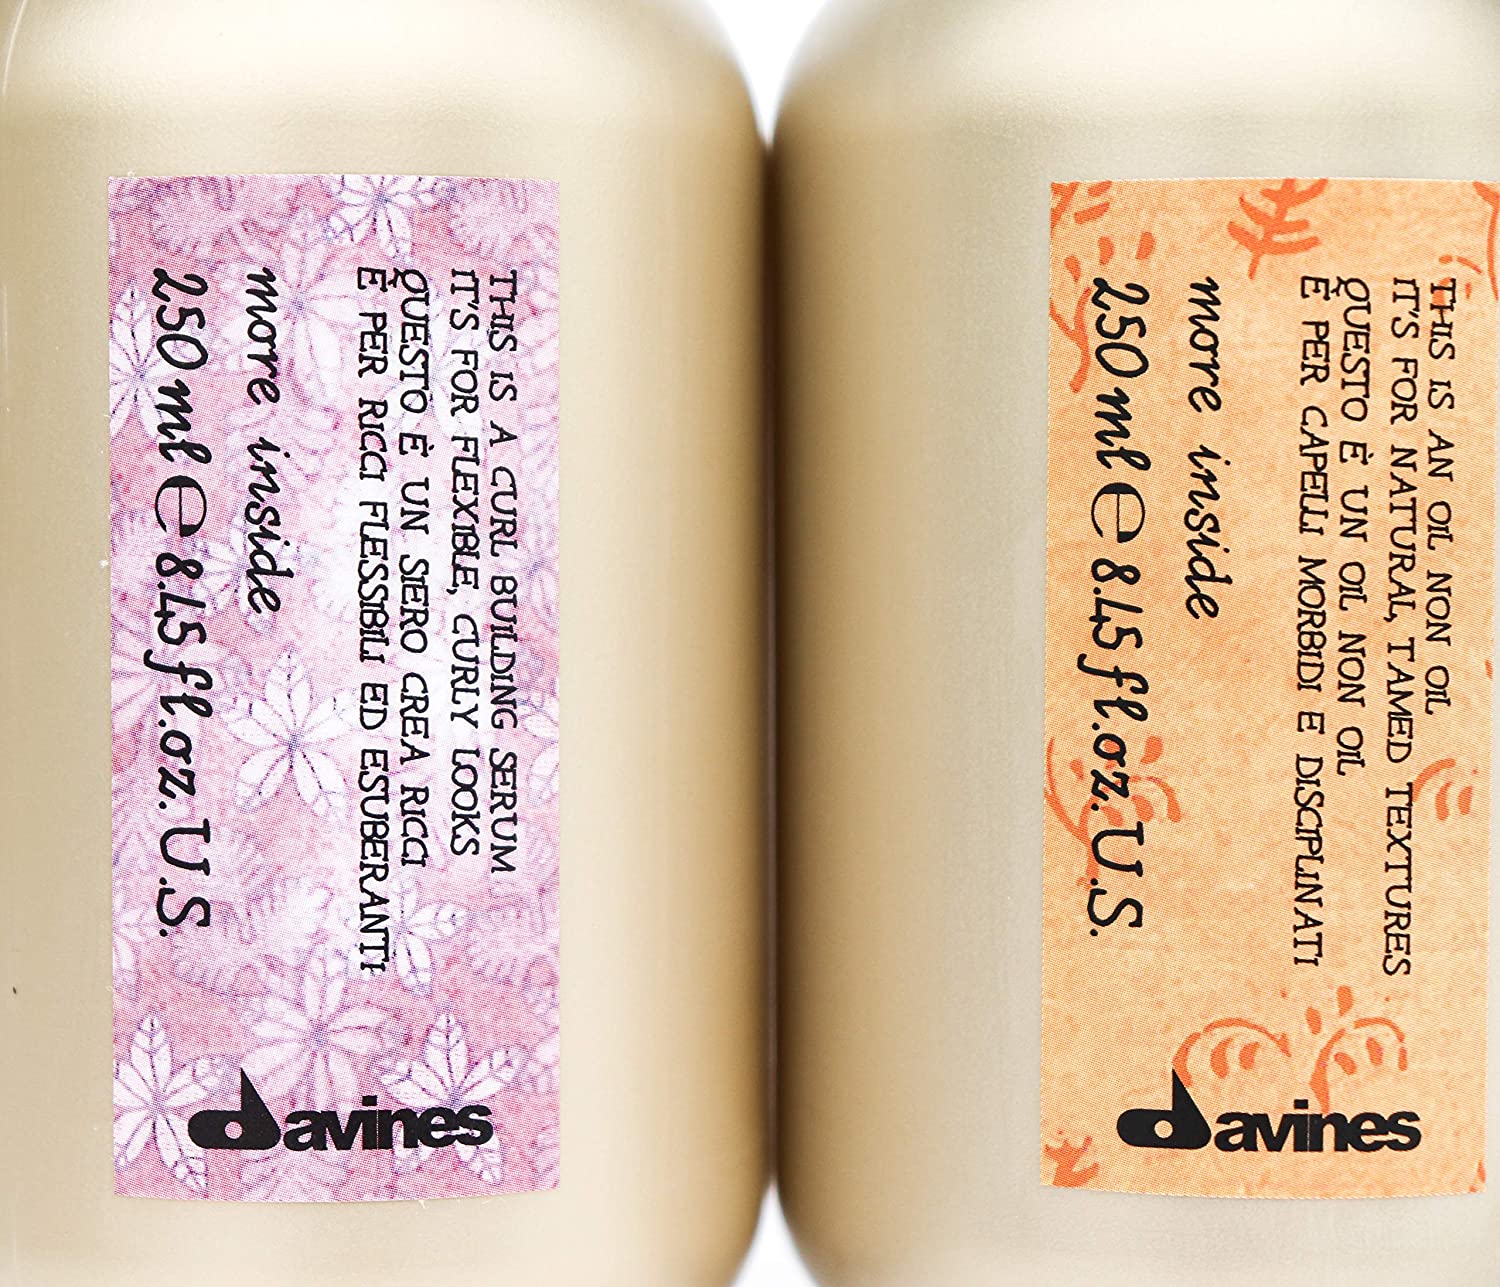 THIS IS A CURL BUILDING SERUM
IT'S FOR FLEXIBLE, CURLY LOOKS
QUESTO È UN SIERO CREA RICCI
È PER RICCI FLESSIBILI ED ESUBERANTI
more inside
250 ml e 8.45 fl.oz.U.S.
davines
THIS IS AN OIL NON OIL
IT'S FOR NATURAL, TAMED TEXTURES
QUESTO È UN OIL NON OIL
È PER CAPELLI MORBIDI E DISCIPLINATI
more inside
250 ml e 8.45 fl.oz.U.S.
davines